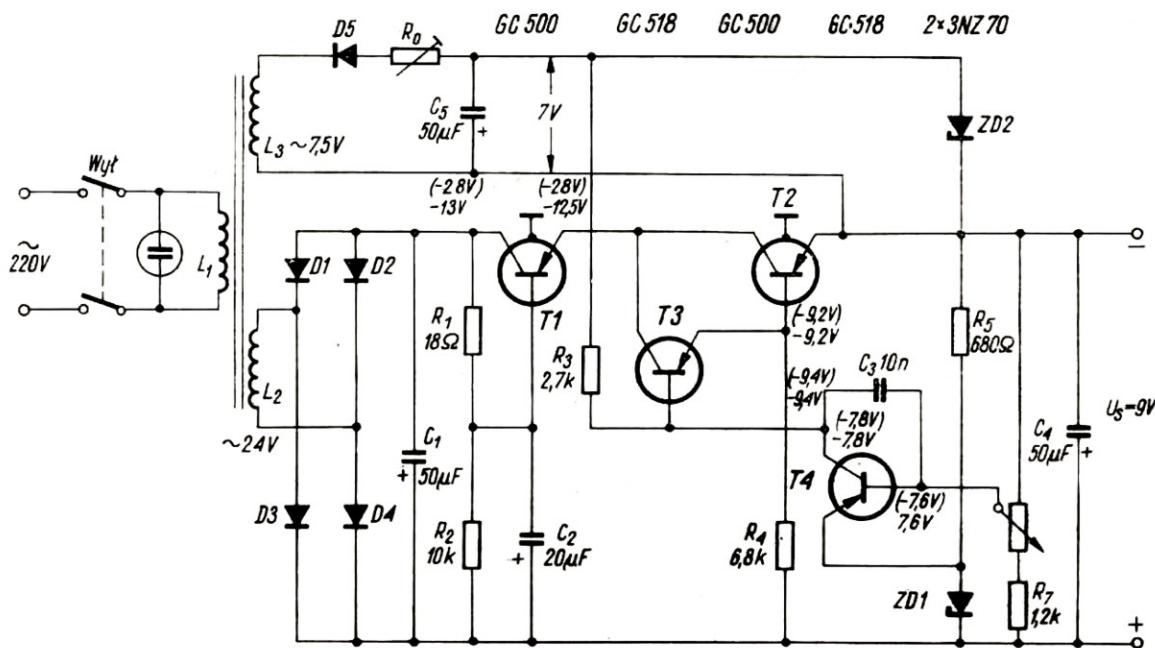 GC 500 GC 518 GC 500 GC 518 2×3NZ 70
D5
R₀
C₅
50µF
+
7V
ZD2
L₃ ~7,5V
Wył
~
220V
L₁
(-28V)
-13V
(-28V)
-12,5V
T2
−
D1
D2
R₁
18Ω
T1
T3
(-9,2V)
-9,2V
R₅
680Ω
R₃
2,7k
C₃ 10n
(-9,4V)
-9,4V
L₂
~24V
C₁
50µF
+
(-7,8V)
-7,8V
C₄
50µF
+
Uₛ=9V
T4
(-7,6V)
7,6V
D3
D4
R₂
10k
C₂
20µF
+
R₄
6,8k
ZD1
R₇
1,2k
+